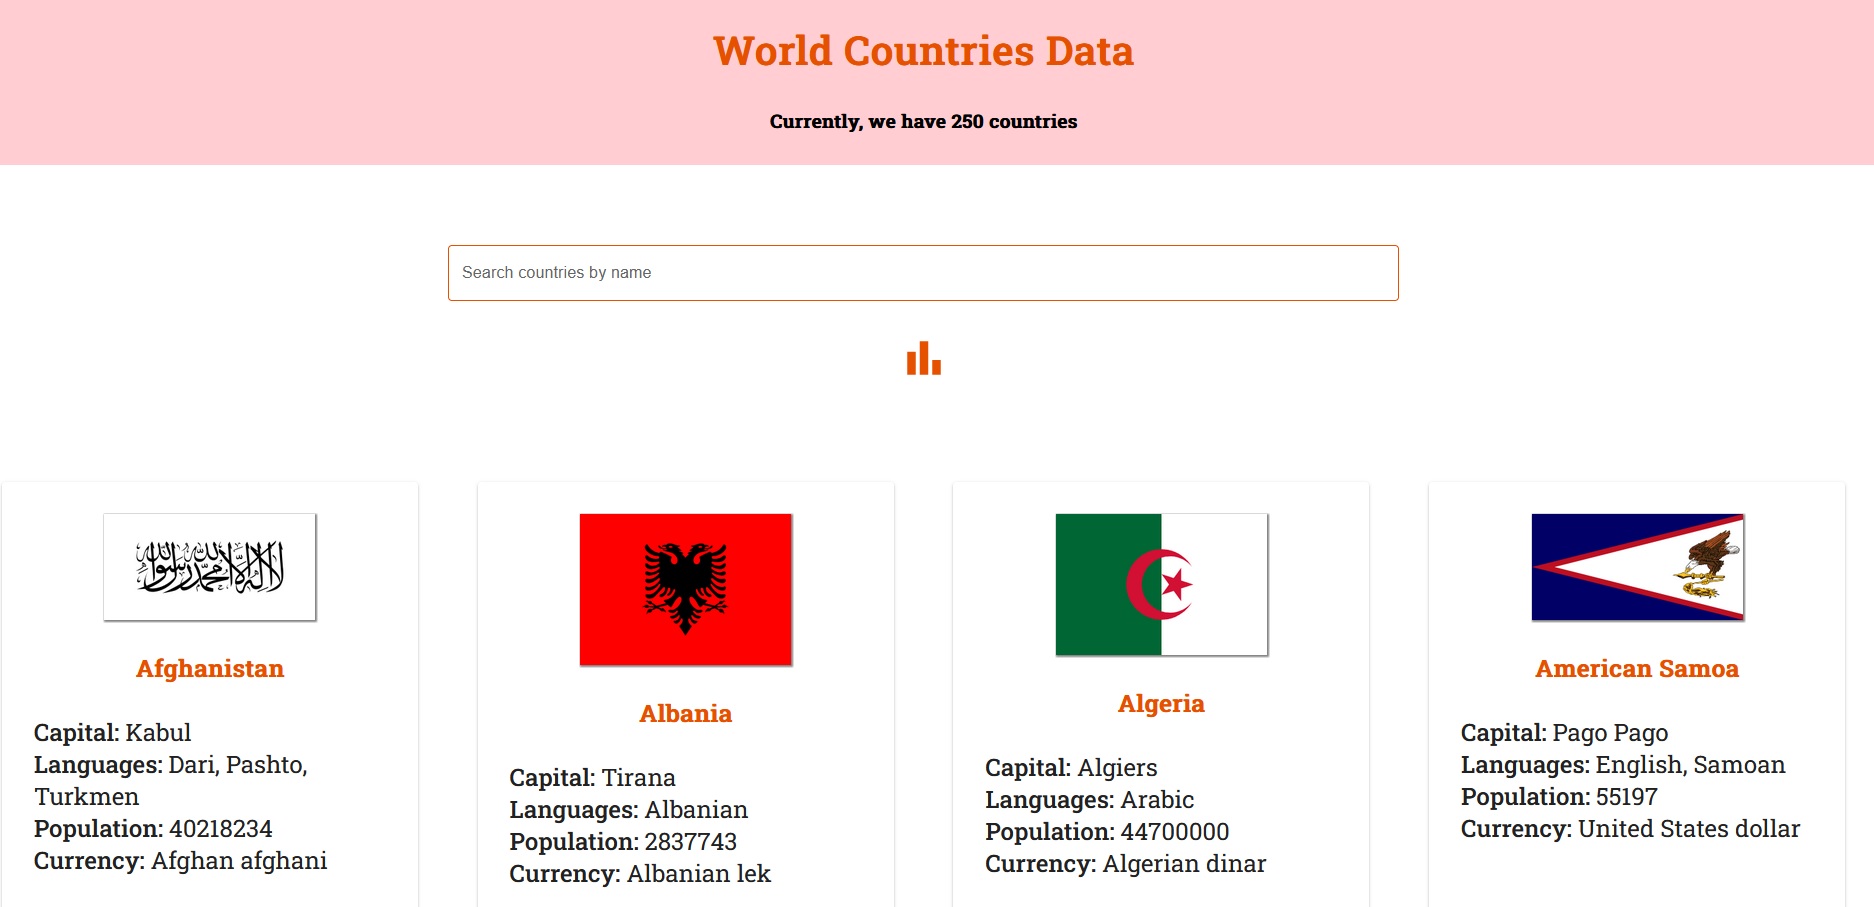 World Countries Data
Currently, we have 250 countries
Search countries by name
لا إله إلا الله محمد رسول الله
Afghanistan
Capital: Kabul
Languages: Dari, Pashto,
Turkmen
Population: 40218234
Currency: Afghan afghani
Albania
Capital: Tirana
Languages: Albanian
Population: 2837743
Currency: Albanian lek
Algeria
Capital: Algiers
Languages: Arabic
Population: 44700000
Currency: Algerian dinar
American Samoa
Capital: Pago Pago
Languages: English, Samoan
Population: 55197
Currency: United States dollar